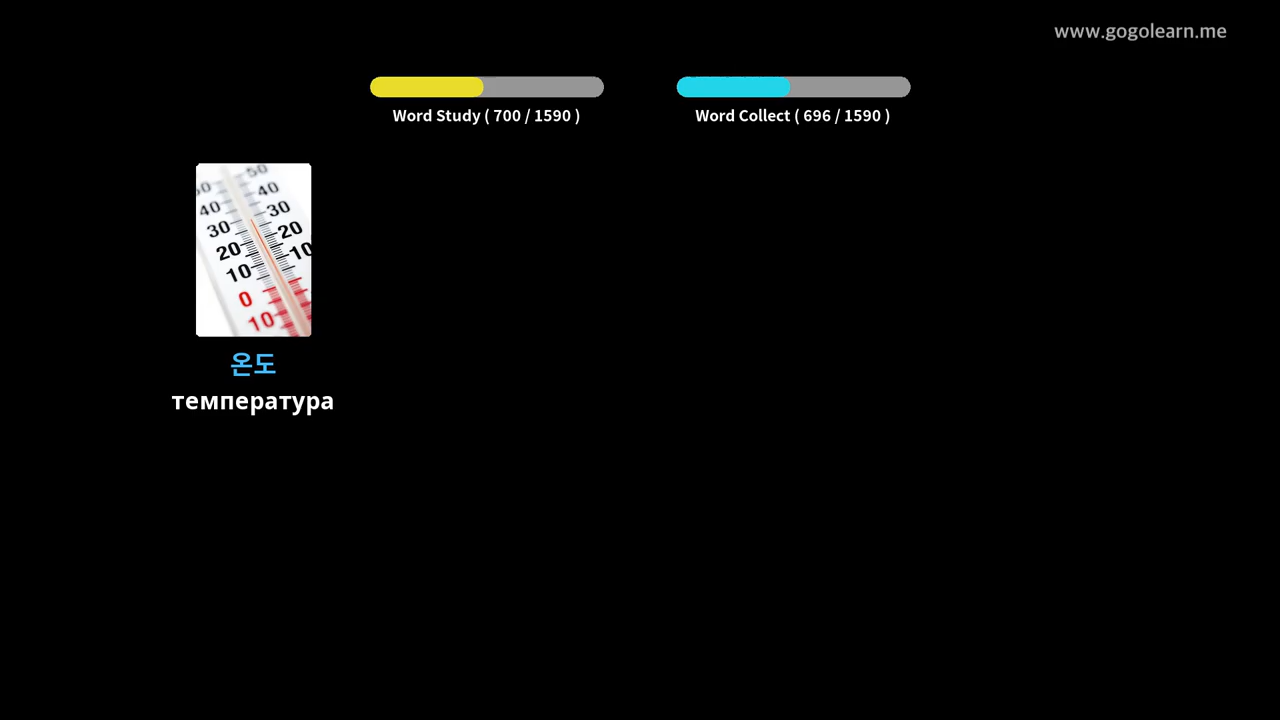 www.gogolearn.me
Word Study ( 700 / 1590 )
Word Collect ( 696 / 1590 )
50
40 40
30 30
20 20
10 10
0
10
온도
температура